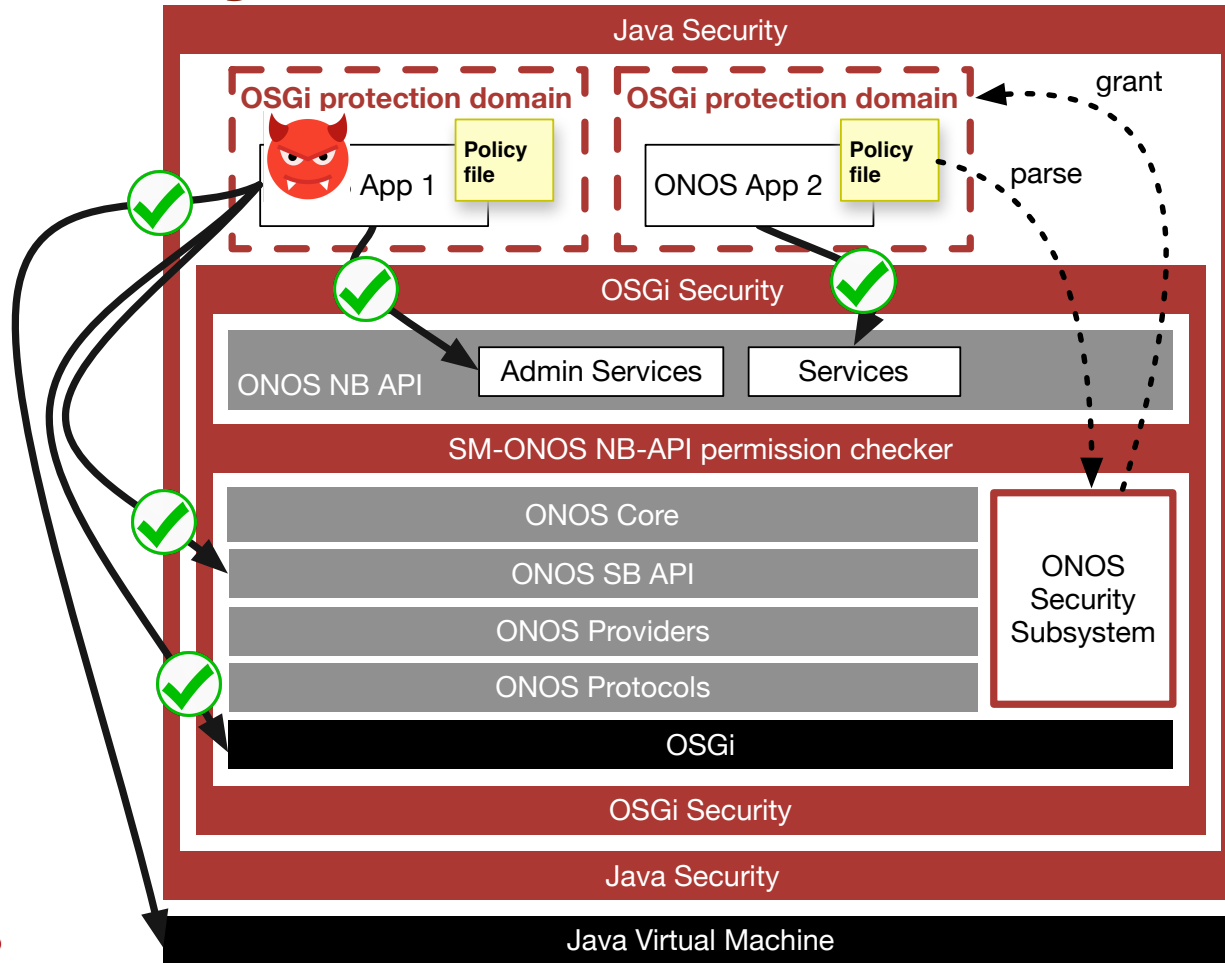 Java Security
OSGi protection domain
OSGi protection domain
grant
Policy
file
App 1
Policy
file
ONOS App 2
parse
OSGi Security
ONOS NB API
Admin Services
Services
SM-ONOS NB-API permission checker
ONOS Core
ONOS SB API
ONOS Providers
ONOS Protocols
ONOS
Security
Subsystem
OSGi
OSGi Security
Java Security
Java Virtual Machine